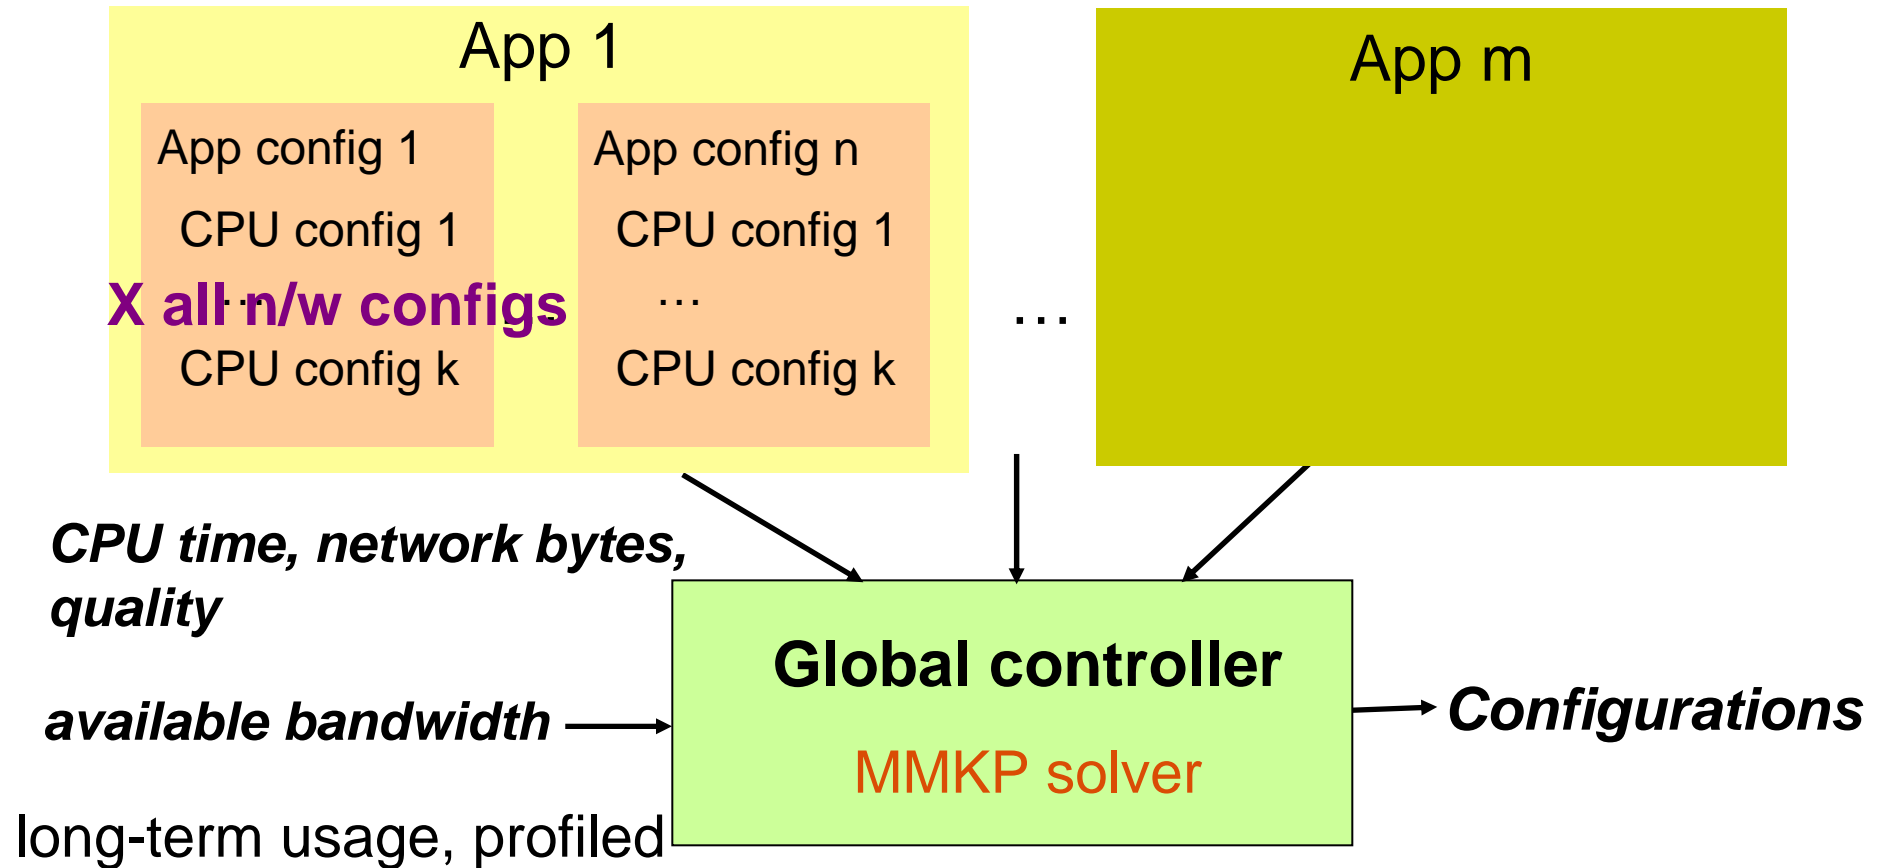 App 1
App config 1
CPU config 1
…
CPU config k
X all n/w configs
…
App config n
CPU config 1
…
CPU config k
…
App m
CPU time, network bytes,
quality
available bandwidth
long-term usage, profiled
Global controller
MMKP solver
Configurations